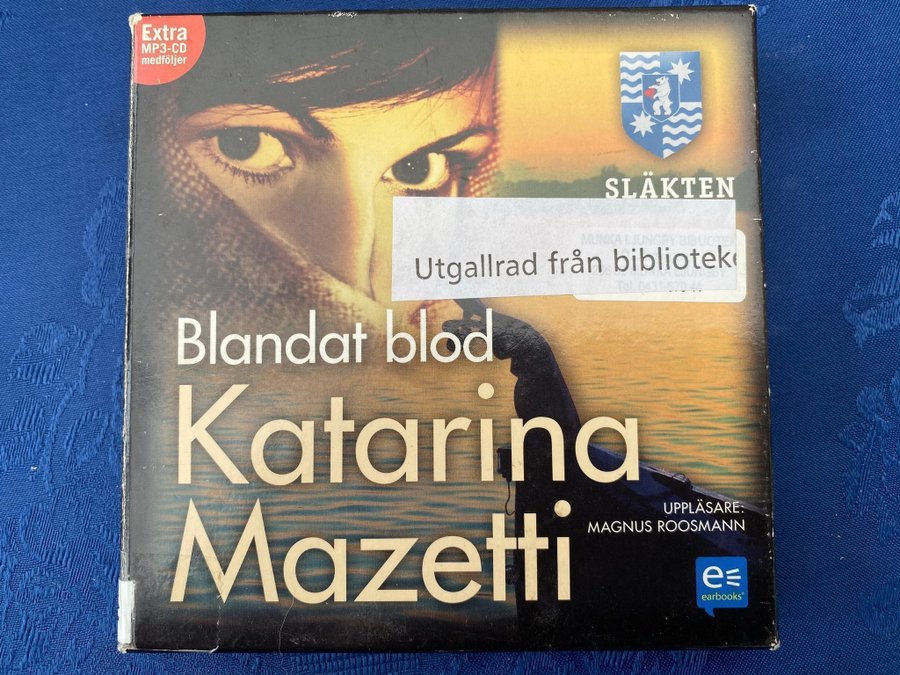 Extra
MP3-CD
medföljer
SLÄKTEN
Utgallrad från biblioteke
Blandat blod
Katarina
Mazetti
UPPLÄSARE:
MAGNUS ROOSMANN
e
earbooks®